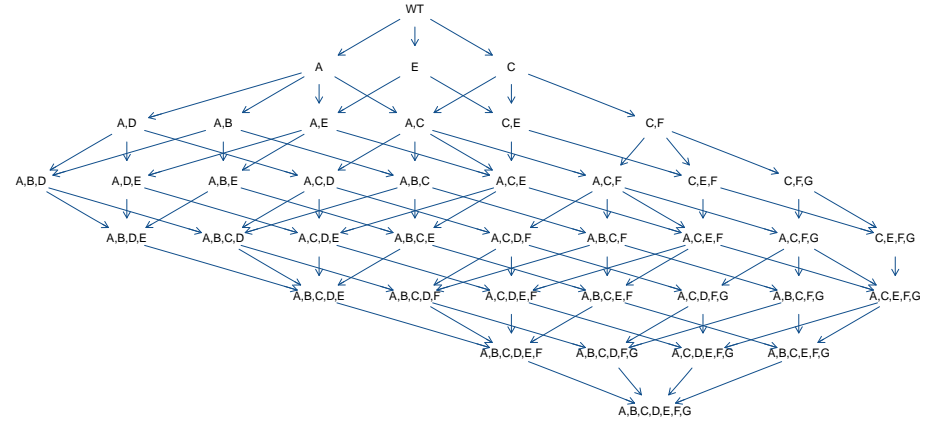 WT
A E C
A,D A,B A,E A,C C,E C,F
A,B,D A,D,E A,B,E A,C,D A,B,C A,C,E A,C,F C,E,F C,F,G
A,B,D,E A,B,C,D A,C,D,E A,B,C,E A,C,D,F A,B,C,F A,C,E,F A,C,F,G C,E,F,G
A,B,C,D,E A,B,C,D,F A,C,D,E,F A,B,C,E,F A,C,D,F,G A,B,C,F,G A,C,E,F,G
A,B,C,D,E,F A,B,C,D,F,G A,C,D,E,F,G A,B,C,E,F,G
A,B,C,D,E,F,G